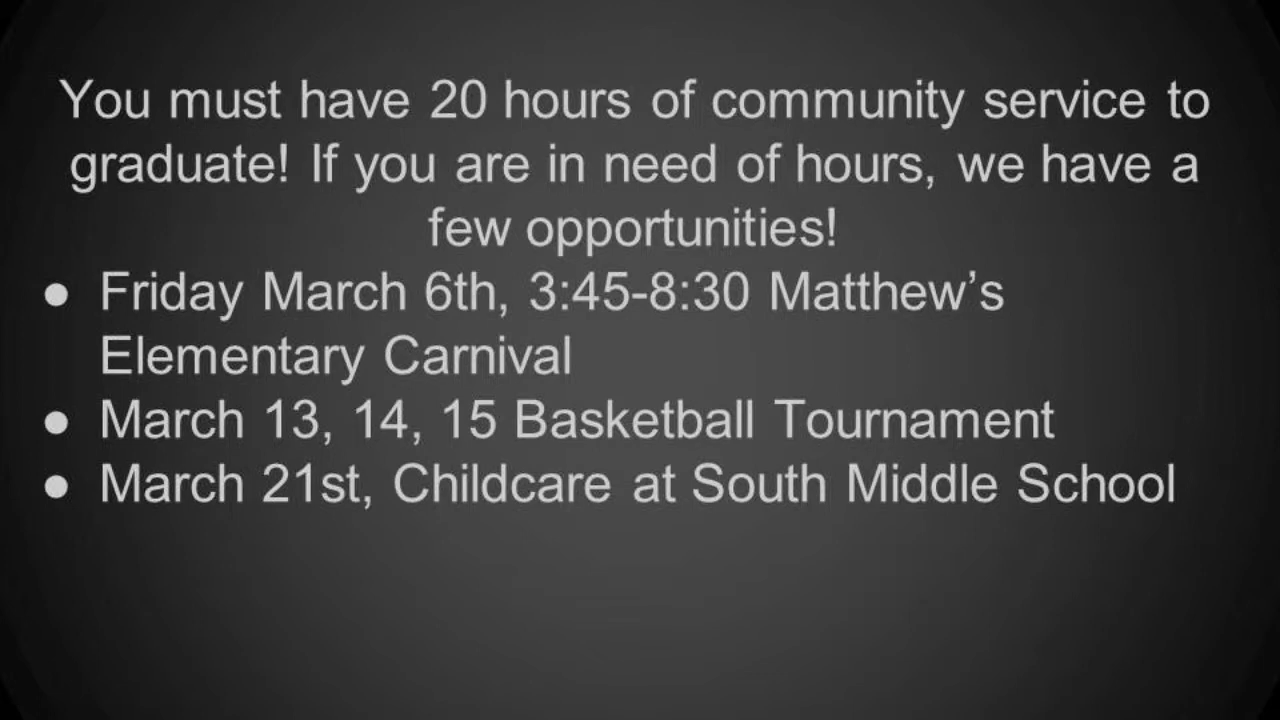 You must have 20 hours of community service to
graduate! If you are in need of hours, we have a
few opportunities!
● Friday March 6th, 3:45-8:30 Matthew’s
Elementary Carnival
● March 13, 14, 15 Basketball Tournament
● March 21st, Childcare at South Middle School